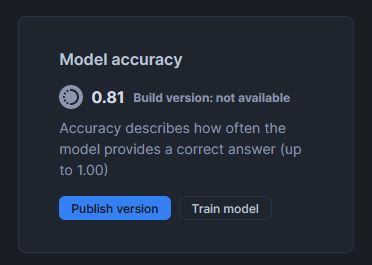 Model accuracy
0.81 Build version: not available
Accuracy describes how often the
model provides a correct answer (up
to 1.00)
Publish version Train model